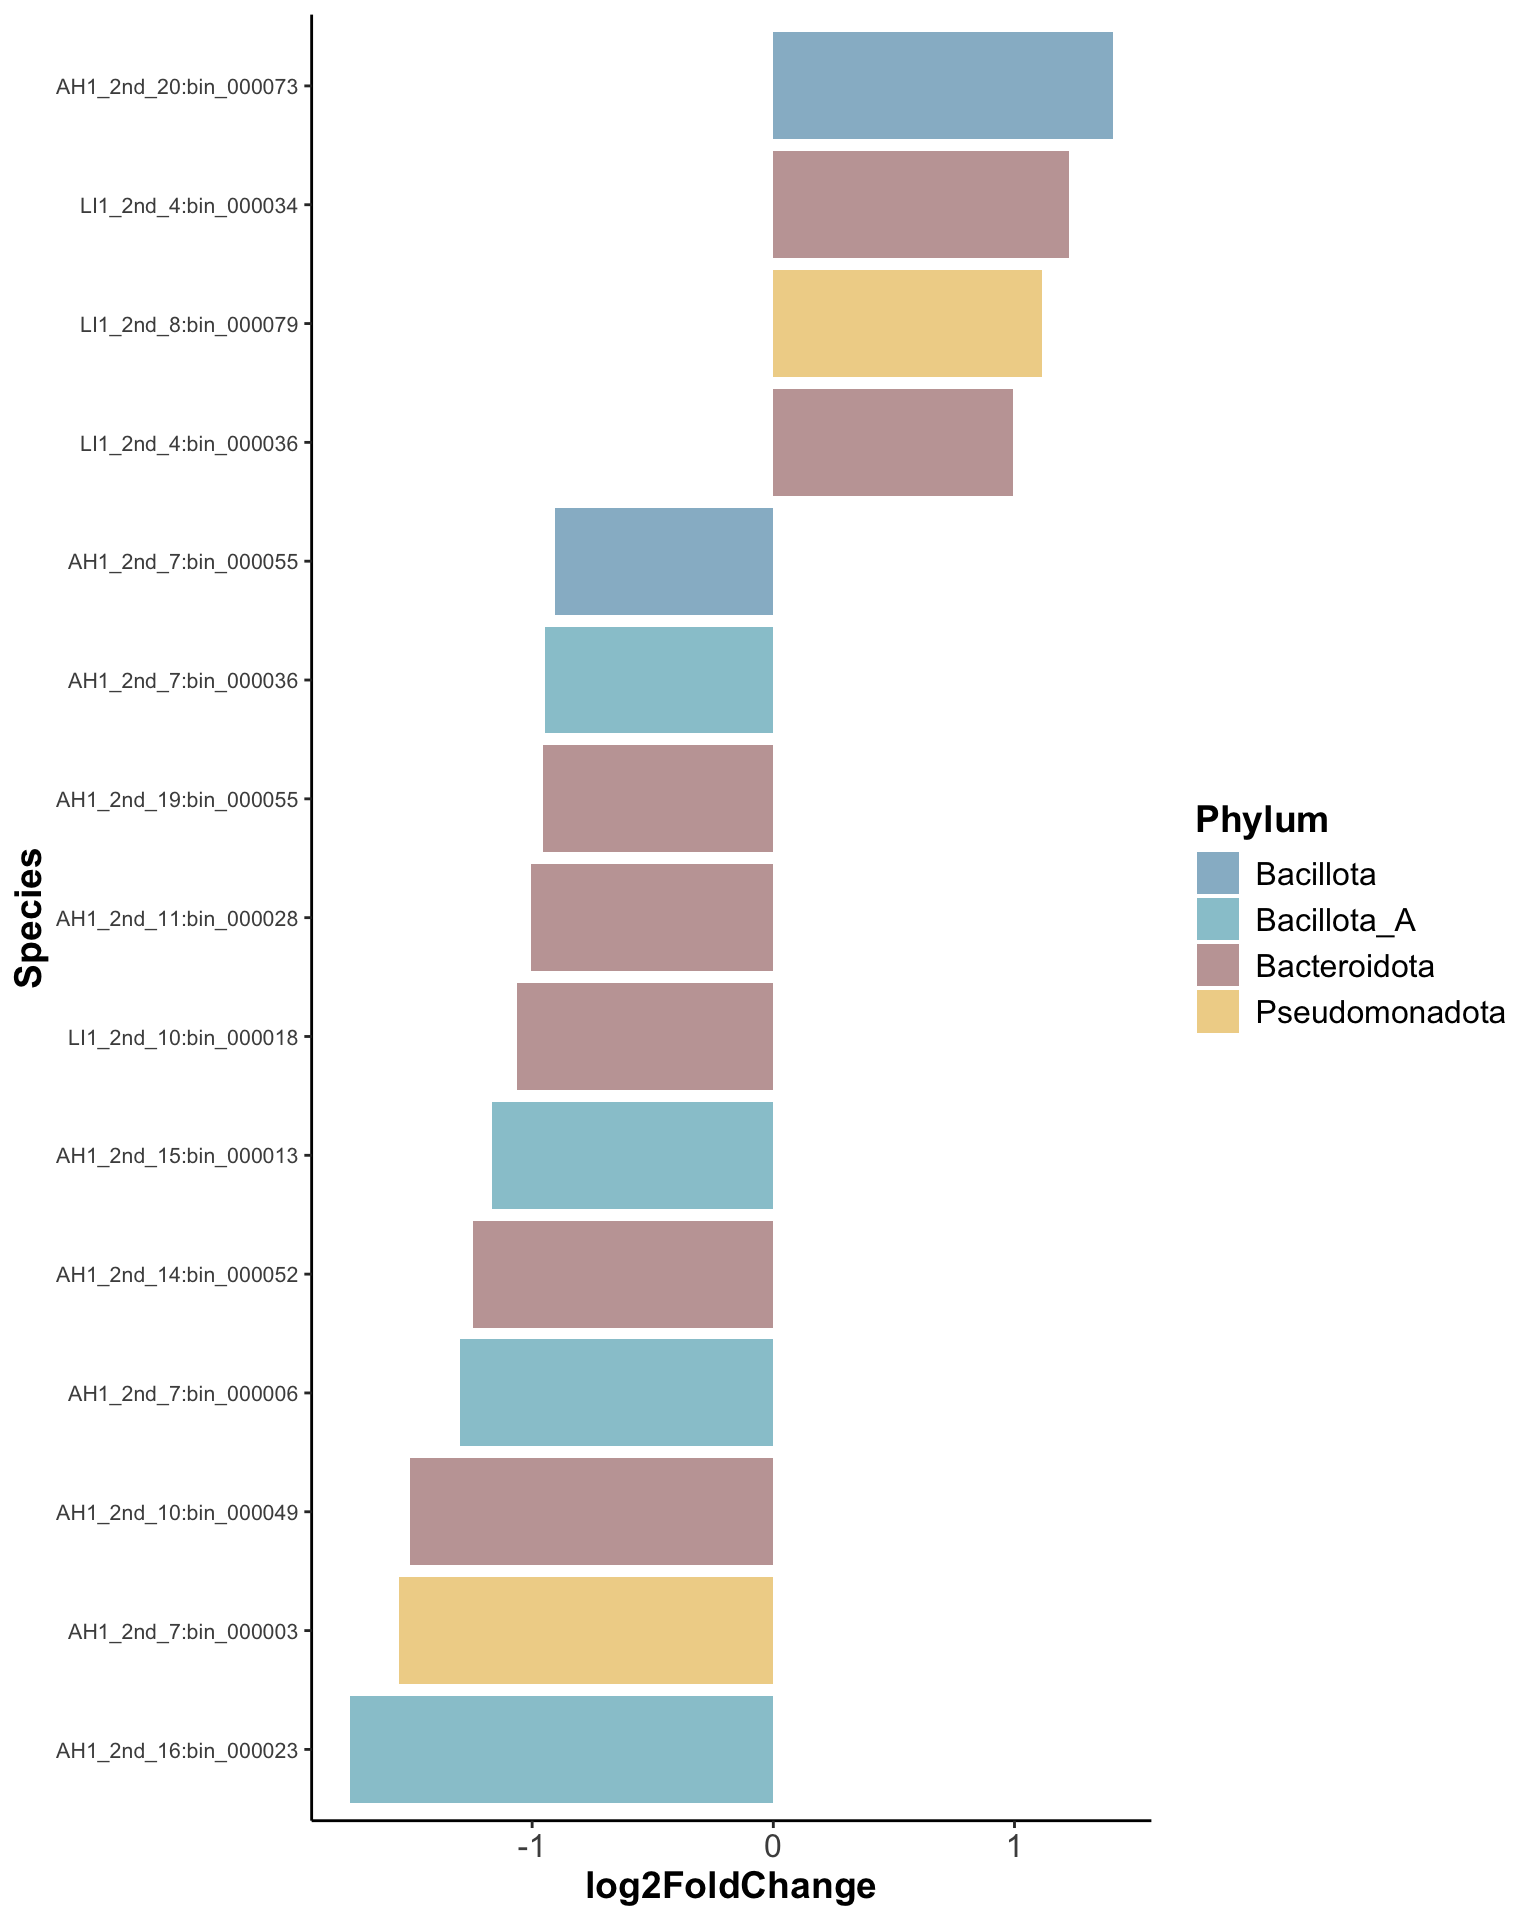 AH1_2nd_20:bin_000073
LI1_2nd_4:bin_000034
LI1_2nd_8:bin_000079
LI1_2nd_4:bin_000036
AH1_2nd_7:bin_000055
AH1_2nd_7:bin_000036
AH1_2nd_19:bin_000055
AH1_2nd_11:bin_000028
LI1_2nd_10:bin_000018
AH1_2nd_15:bin_000013
AH1_2nd_14:bin_000052
AH1_2nd_7:bin_000006
AH1_2nd_10:bin_000049
AH1_2nd_7:bin_000003
AH1_2nd_16:bin_000023
Species
-1 0 1
log2FoldChange
Phylum
Bacillota
Bacillota_A
Bacteroidota
Pseudomonadota